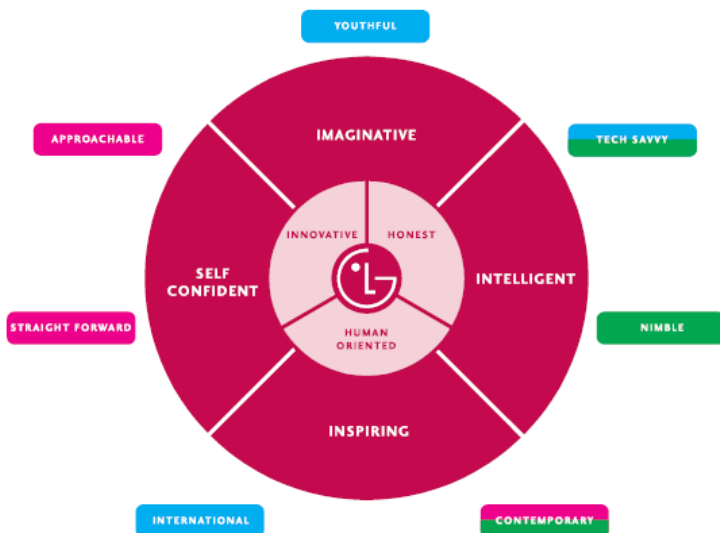 YOUTHFUL
APPROACHABLE
IMAGINATIVE
TECH SAVVY
INNOVATIVE
HONEST
SELF
CONFIDENT
LG
INTELLIGENT
STRAIGHT FORWARD
HUMAN
ORIENTED
NIMBLE
INSPIRING
INTERNATIONAL
CONTEMPORARY